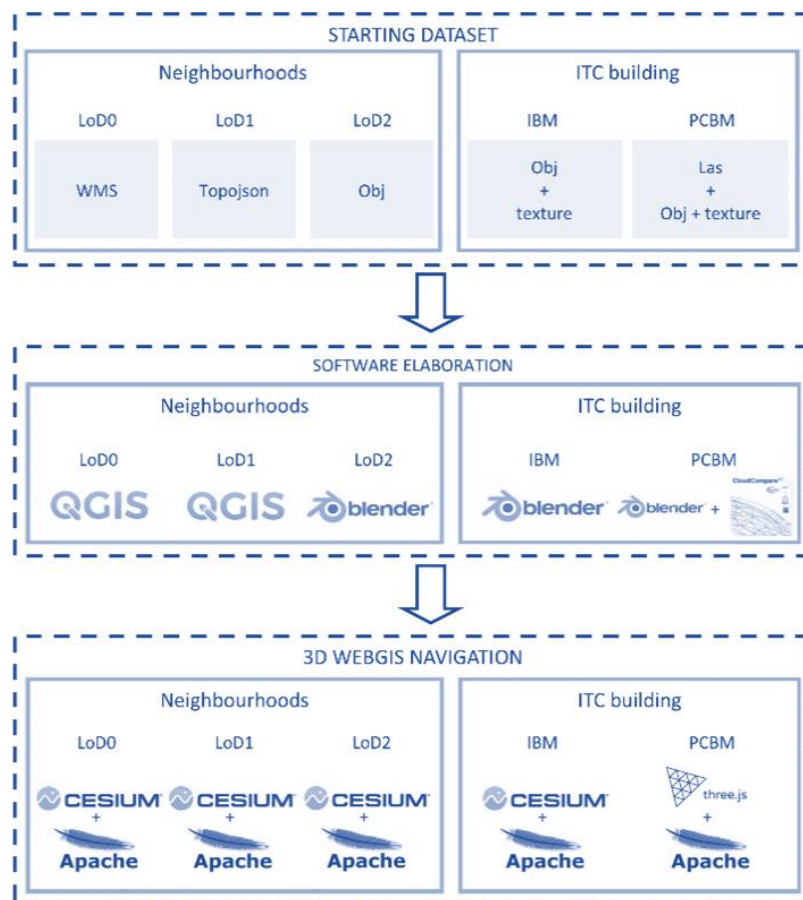 STARTING DATASET
Neighbourhoods
LoD0 LoD1 LoD2
WMS Topojson Obj
ITC building
IBM PCBM
Obj Las
+ +
texture Obj + texture
SOFTWARE ELABORATION
Neighbourhoods
LoD0 LoD1 LoD2
QGIS QGIS blender
ITC building
IBM PCBM
blender blender + CloudCompare
3D WEBGIS NAVIGATION
Neighbourhoods
LoD0 LoD1 LoD2
CESIUM CESIUM CESIUM
+ + +
Apache Apache Apache
ITC building
IBM PCBM
CESIUM three.js
+ +
Apache Apache